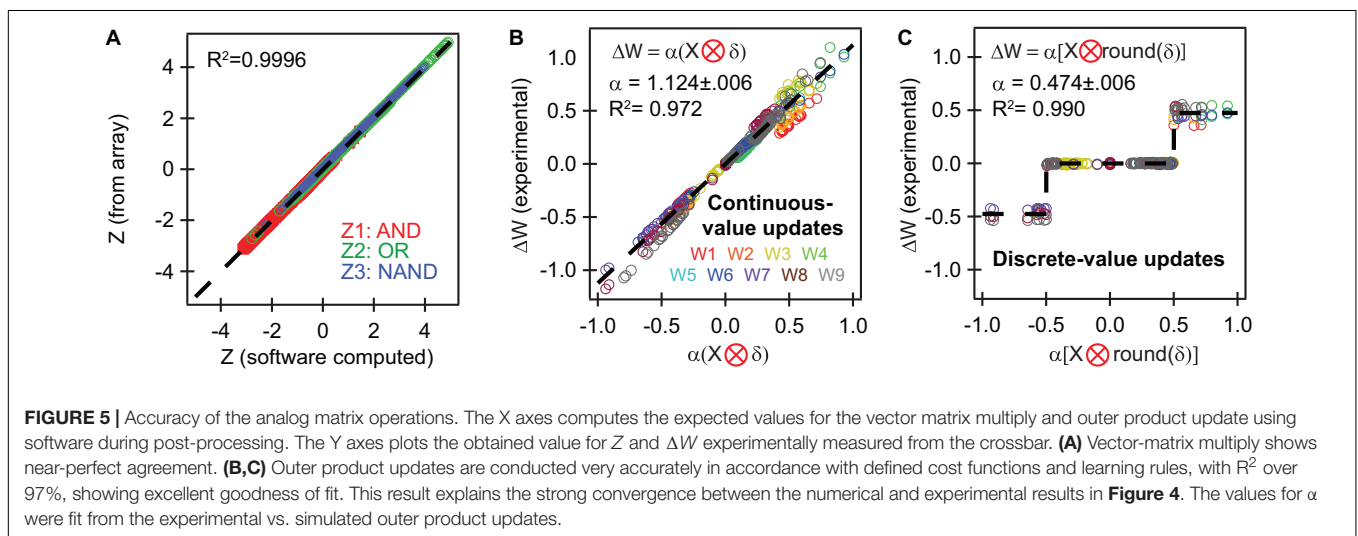 A
R²=0.9996
Z (from array)
4
2
0
-2
-4
Z1: AND
Z2: OR
Z3: NAND
-4 -2 0 2 4
Z (software computed)
B
ΔW = α(X ⊗ δ)
α = 1.124±.006
R²= 0.972
ΔW (experimental)
1.0
0.5
0.0
-0.5
-1.0
Continuous-
value updates
W1 W2 W3 W4
W5 W6 W7 W8 W9
-1.0 -0.5 0.0 0.5 1.0
α(X ⊗ δ)
C
ΔW = α[X⊗round(δ)]
α = 0.474±.006
R²= 0.990
ΔW (experimental)
1.0
0.5
0.0
-0.5
-1.0
Discrete-value updates
-1.0 -0.5 0.0 0.5 1.0
α[X ⊗ round(δ)]
FIGURE 5 | Accuracy of the analog matrix operations. The X axes computes the expected values for the vector matrix multiply and outer product update using
software during post-processing. The Y axes plots the obtained value for Z and ΔW experimentally measured from the crossbar. (A) Vector-matrix multiply shows
near-perfect agreement. (B,C) Outer product updates are conducted very accurately in accordance with defined cost functions and learning rules, with R² over
97%, showing excellent goodness of fit. This result explains the strong convergence between the numerical and experimental results in Figure 4. The values for α
were fit from the experimental vs. simulated outer product updates.